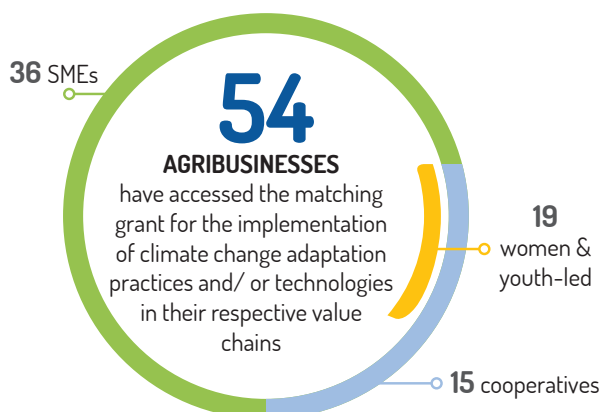 36 SMEs
54
AGRIBUSINESSES
have accessed the matching
grant for the implementation
of climate change adaptation
practices and/ or technologies
in their respective value
chains
19
women &
youth-led
15 cooperatives